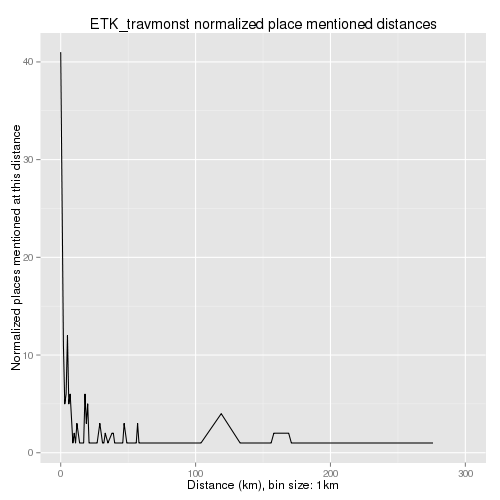 ETK_travmonst normalized place mentioned distances
Normalized places mentioned at this distance
40
30
20
10
0
0 100 200 300
Distance (km), bin size: 1km